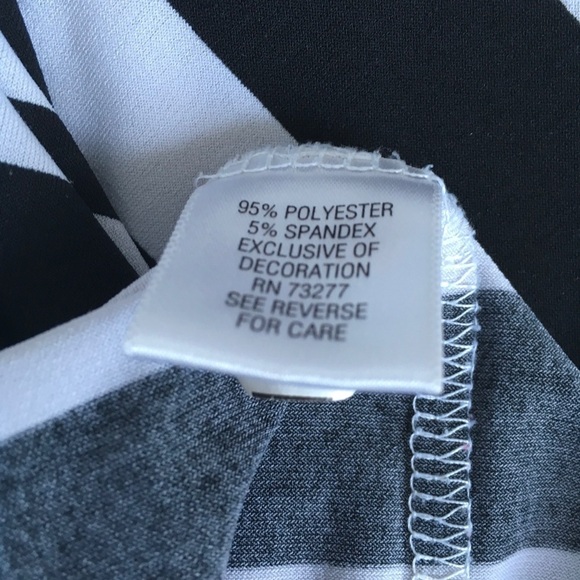 95% POLYESTER
5% SPANDEX
EXCLUSIVE OF
DECORATION
RN 73277
SEE REVERSE
FOR CARE